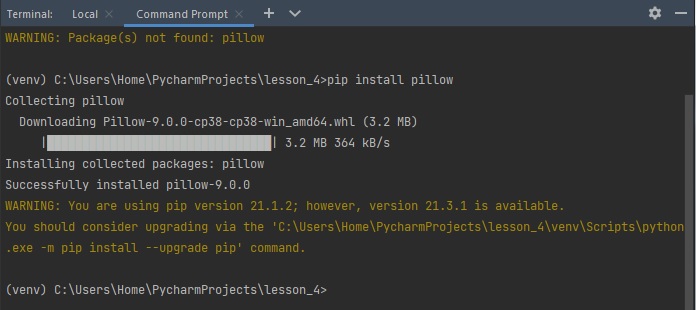 Terminal: Local × Command Prompt × +
WARNING: Package(s) not found: pillow
(venv) C:\Users\Home\PycharmProjects\lesson_4>pip install pillow
Collecting pillow
  Downloading Pillow-9.0.0-cp38-cp38-win_amd64.whl (3.2 MB)
     |████████████████████████████████| 3.2 MB 364 kB/s
Installing collected packages: pillow
Successfully installed pillow-9.0.0
WARNING: You are using pip version 21.1.2; however, version 21.3.1 is available.
You should consider upgrading via the 'C:\Users\Home\PycharmProjects\lesson_4\venv\Scripts\python
.exe -m pip install --upgrade pip' command.
(venv) C:\Users\Home\PycharmProjects\lesson_4>